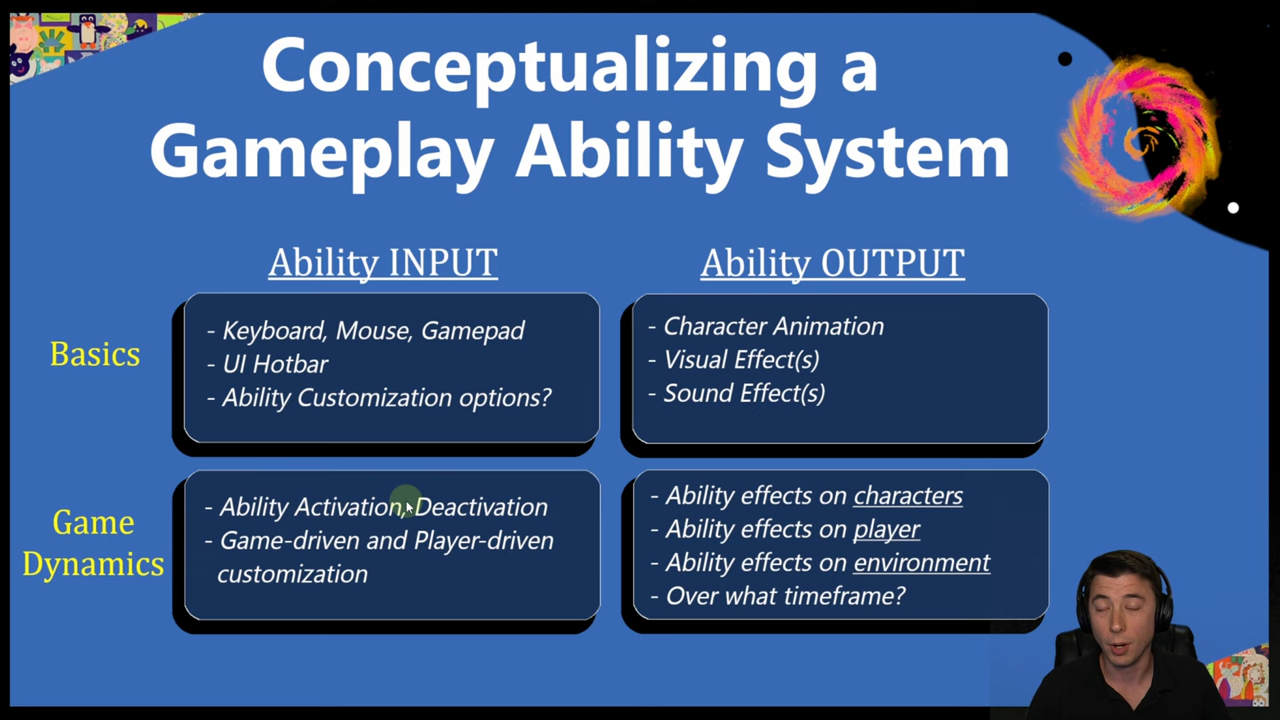 Conceptualizing a
Gameplay Ability System
Ability INPUT
Ability OUTPUT
Basics
- Keyboard, Mouse, Gamepad
- UI Hotbar
- Ability Customization options?
- Character Animation
- Visual Effect(s)
- Sound Effect(s)
Game
Dynamics
- Ability Activation, Deactivation
- Game-driven and Player-driven
customization
- Ability effects on characters
- Ability effects on player
- Ability effects on environment
- Over what timeframe?